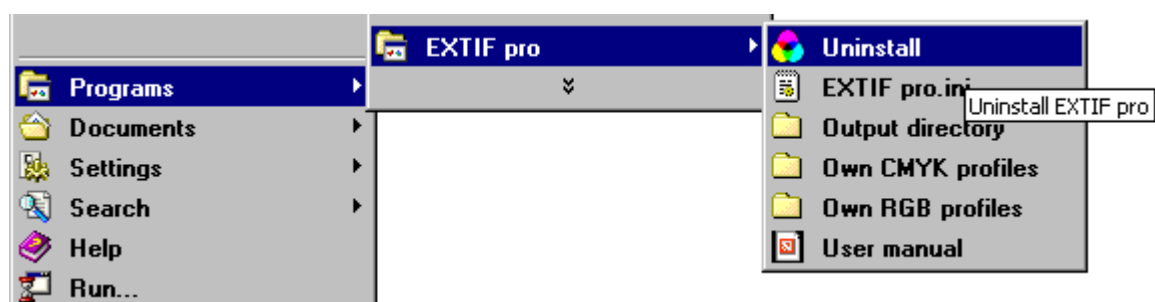 Programs
Documents
Settings
Search
Help
Run...
EXTIF pro
Uninstall
EXTIF pro.ini
Uninstall EXTIF pro
Output directory
Own CMYK profiles
Own RGB profiles
User manual